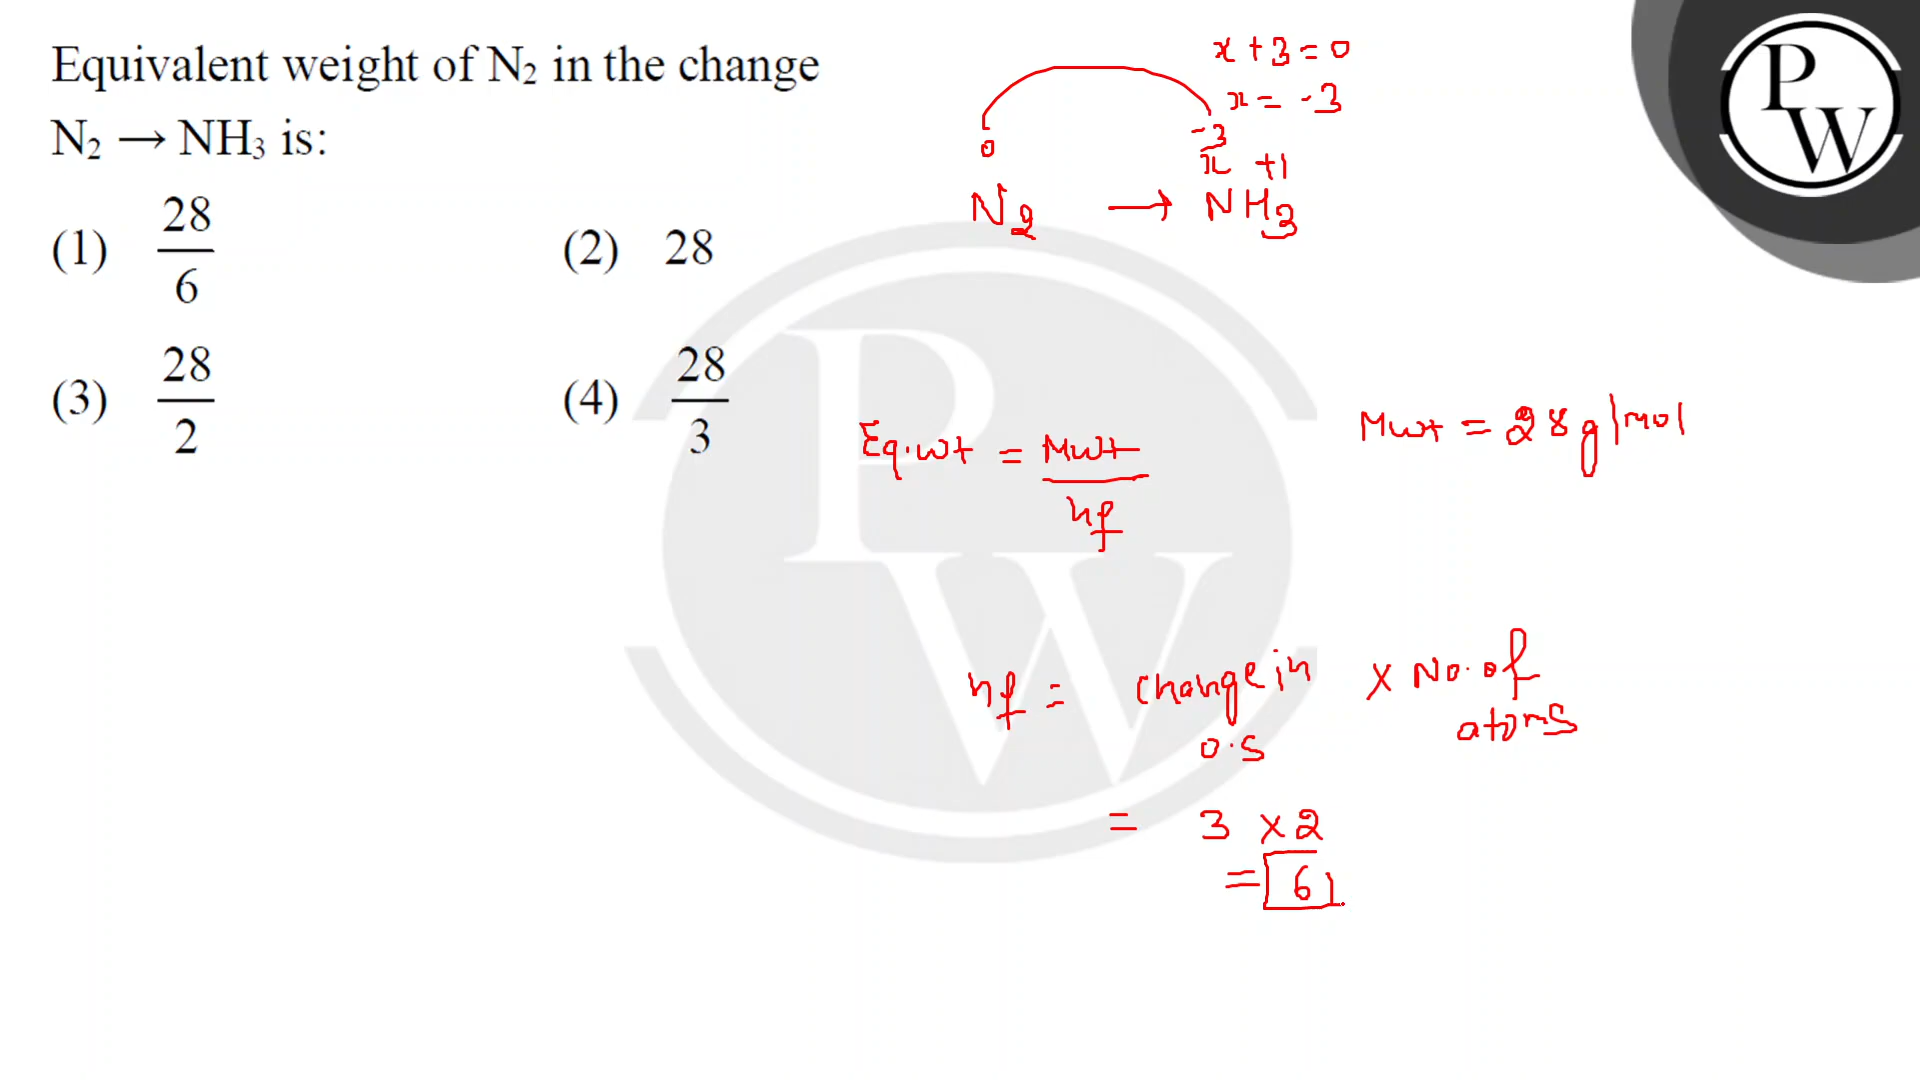 Equivalent weight of N₂ in the change
N₂ → NH₃ is:
(1) 28/6
(2) 28
(3) 28/2
(4) 28/3
x + 3 = 0
x = -3
0 -3
x +1
N₂ → NH₃
Eq.wt = Mwt/nf
Mwt = 28g/mol
nf = change in O.S × No. of atoms
= 3 × 2
= 6
P
W
P
W